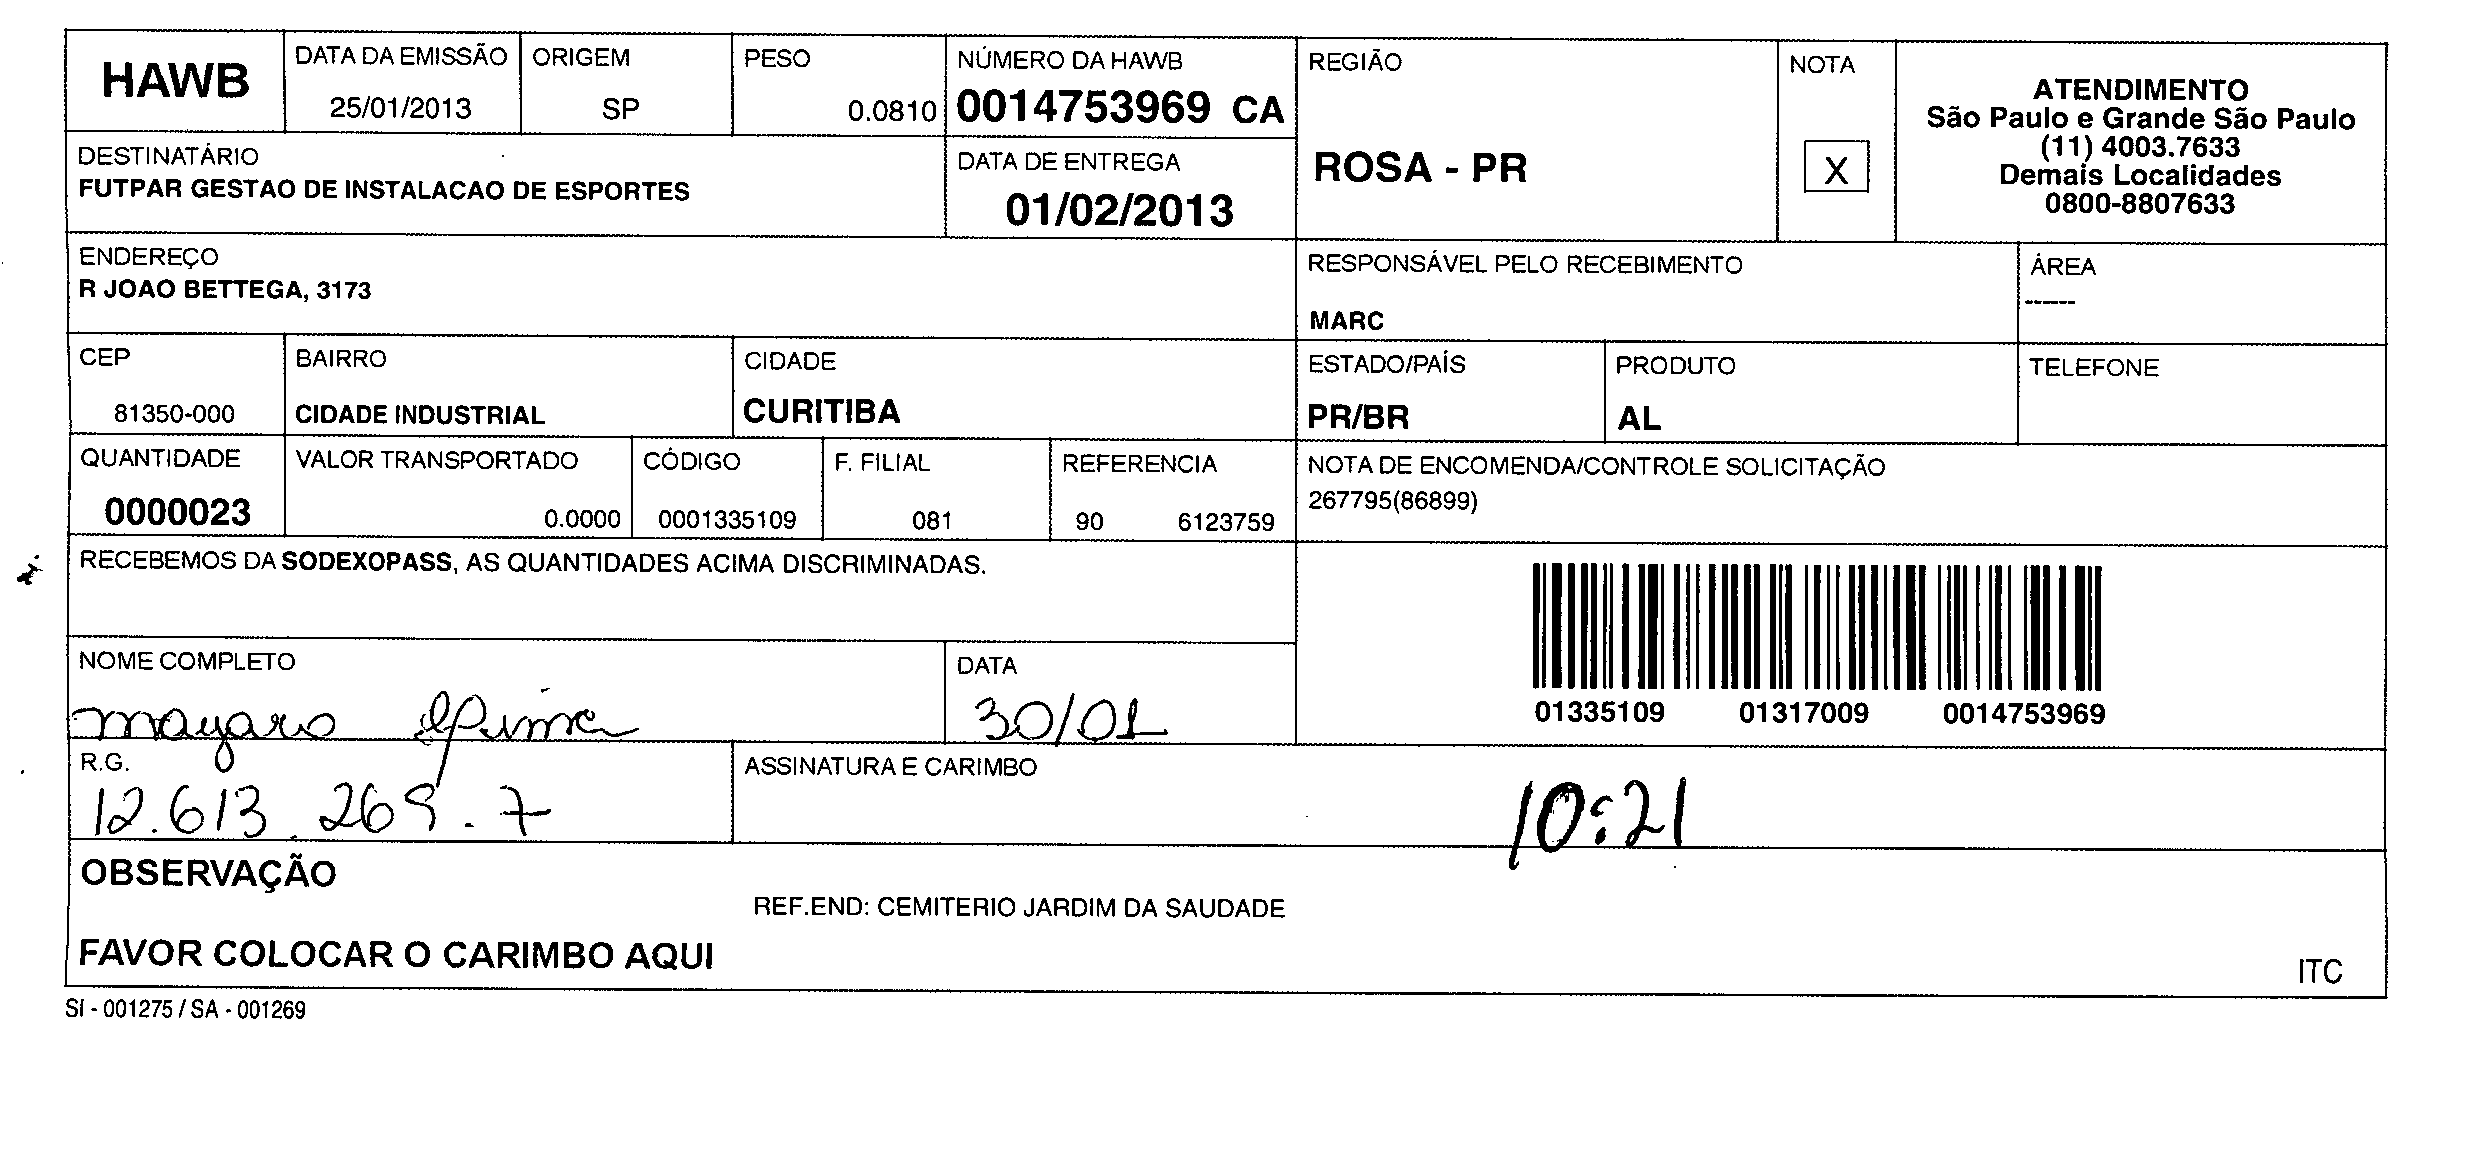 HAWB
DATA DA EMISSÃO
25/01/2013
ORIGEM
SP
PESO
0.0810
NÚMERO DA HAWB
0014753969 CA
REGIÃO
ROSA - PR
NOTA
X
ATENDIMENTO
São Paulo e Grande São Paulo
(11) 4003.7633
Demais Localidades
0800-8807633
DESTINATÁRIO
FUTPAR GESTAO DE INSTALACAO DE ESPORTES
DATA DE ENTREGA
01/02/2013
ENDEREÇO
R JOAO BETTEGA, 3173
RESPONSÁVEL PELO RECEBIMENTO
MARC
ÁREA
------
CEP
81350-000
BAIRRO
CIDADE INDUSTRIAL
CIDADE
CURITIBA
ESTADO/PAÍS
PR/BR
PRODUTO
AL
TELEFONE
QUANTIDADE
0000023
VALOR TRANSPORTADO
0.0000
CÓDIGO
0001335109
F. FILIAL
081
REFERENCIA
90 6123759
NOTA DE ENCOMENDA/CONTROLE SOLICITAÇÃO
267795(86899)
RECEBEMOS DA SODEXOPASS, AS QUANTIDADES ACIMA DISCRIMINADAS.
01335109 01317009 0014753969
NOME COMPLETO
mayara
DATA
30/01
R.G.
12.613.269.7
ASSINATURA E CARIMBO
10:21
OBSERVAÇÃO
REF.END: CEMITERIO JARDIM DA SAUDADE
FAVOR COLOCAR O CARIMBO AQUI
ITC
SI - 001275 / SA - 001269